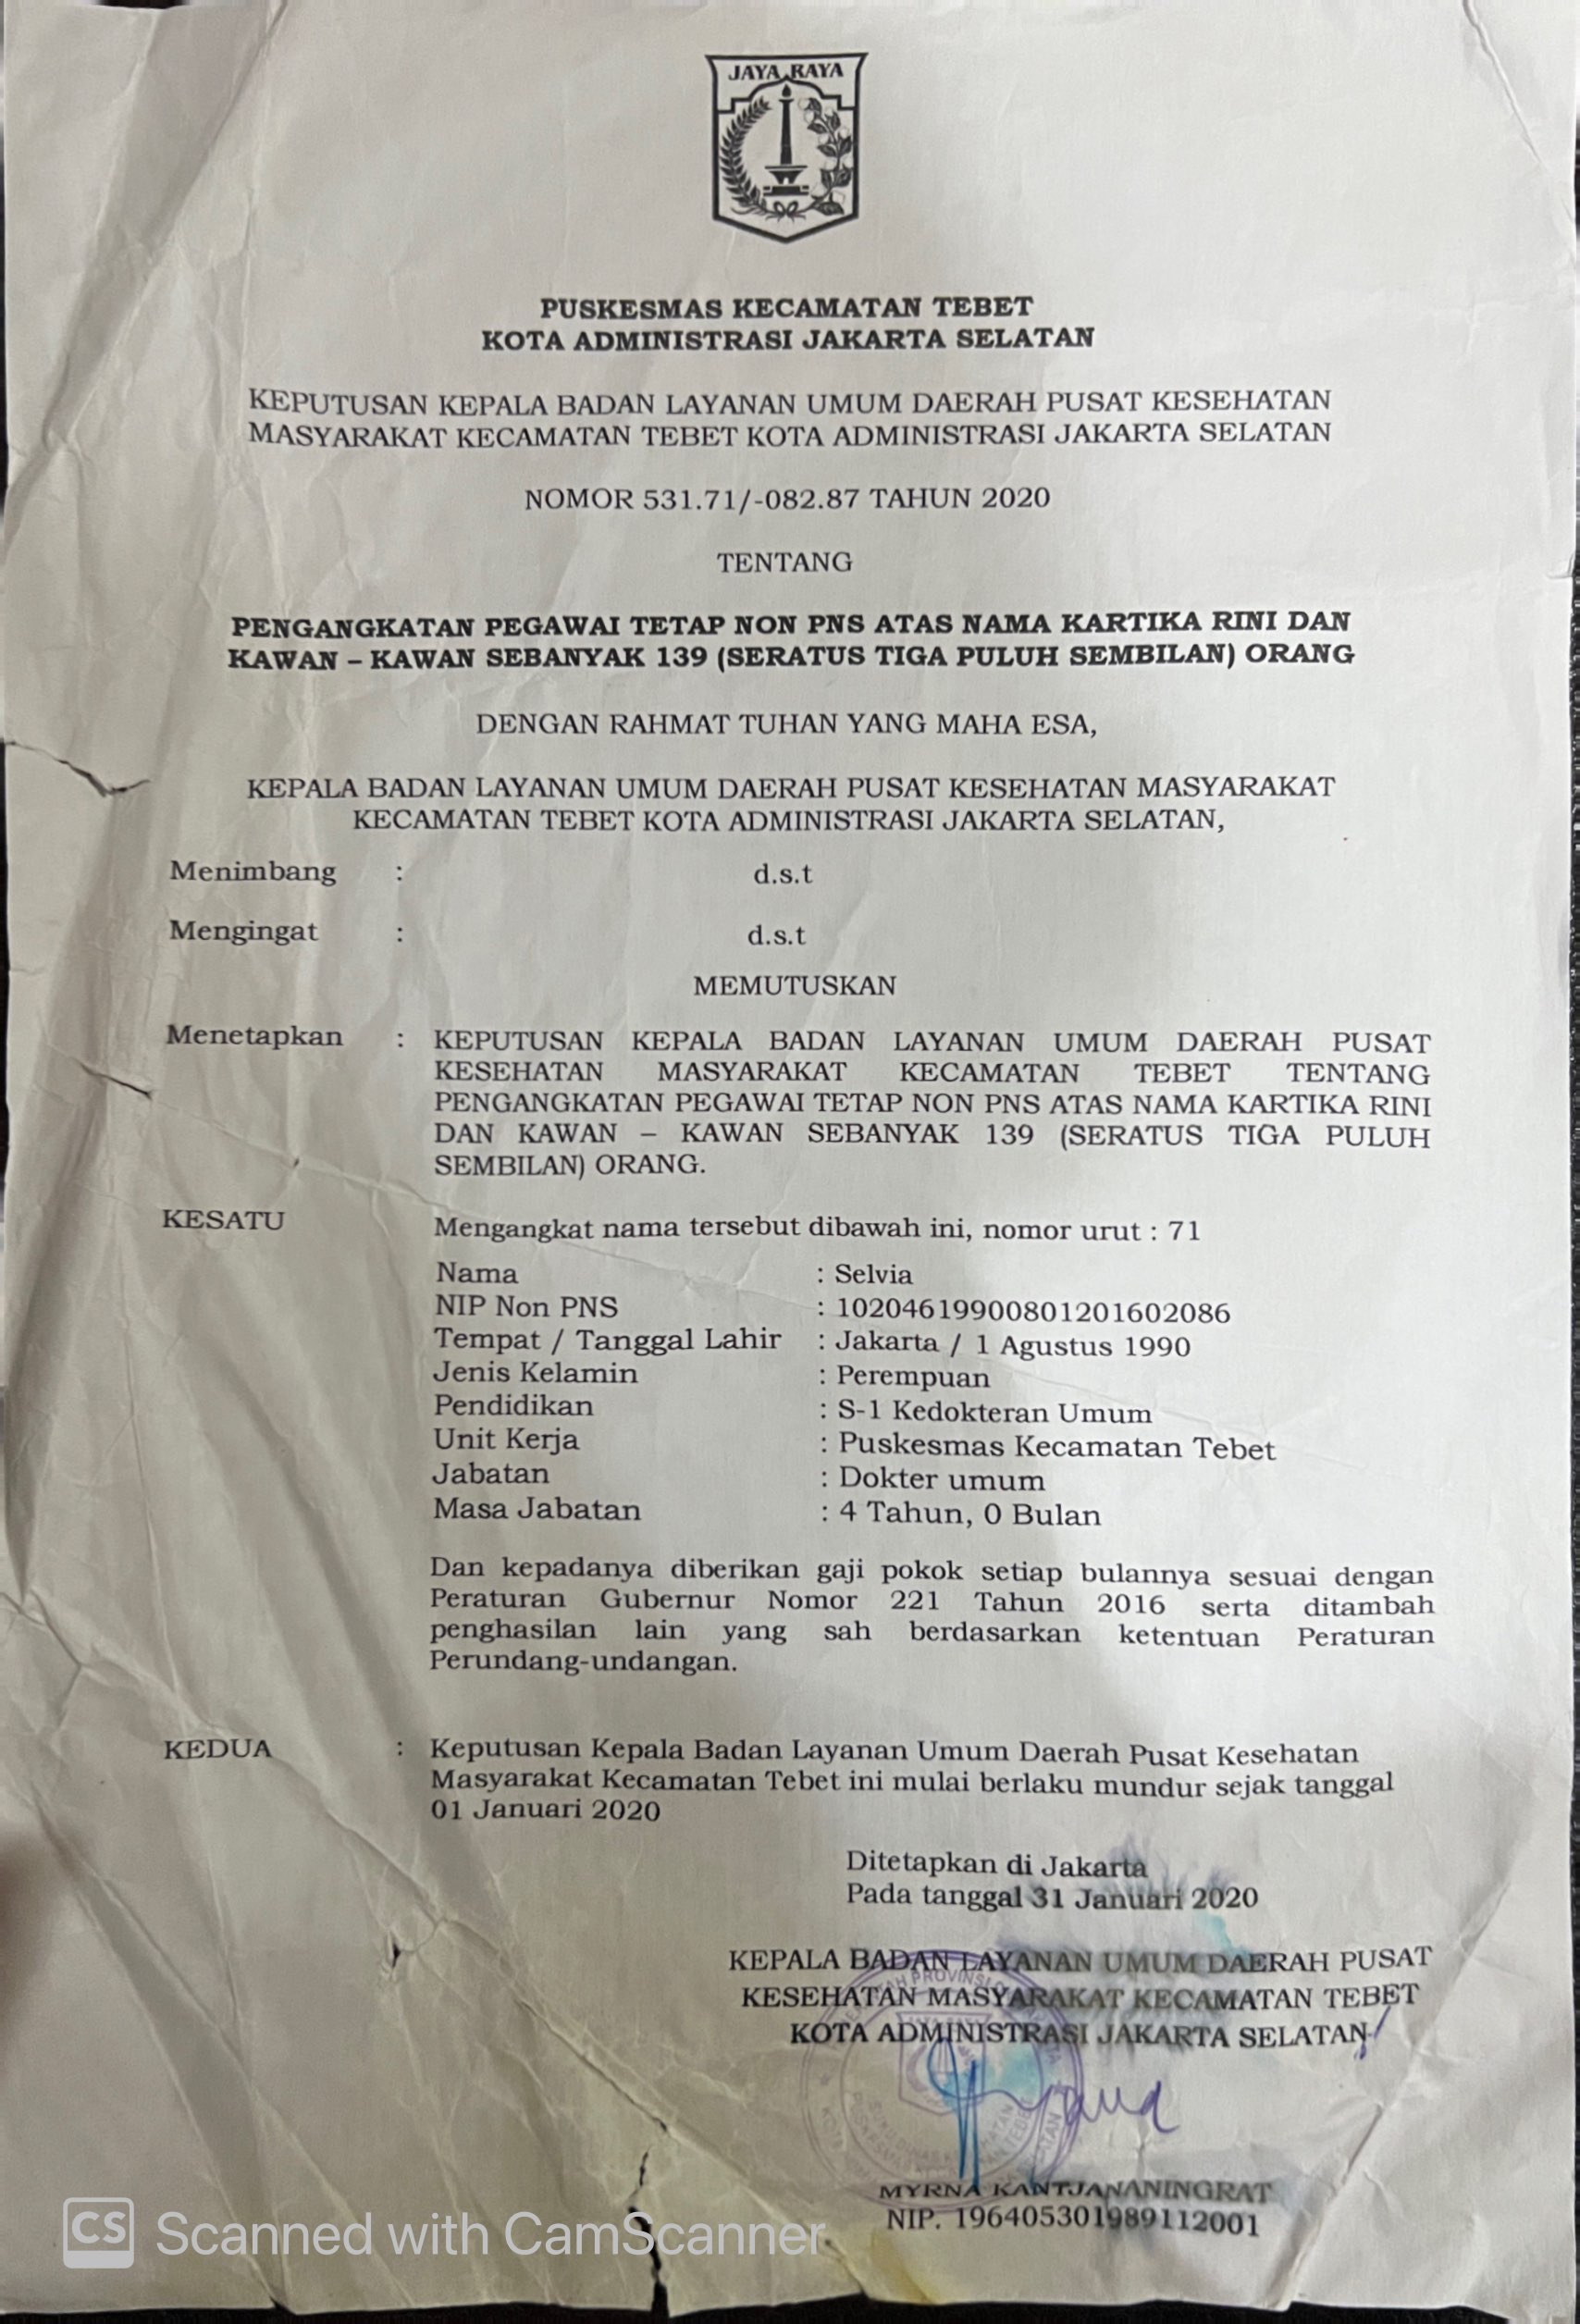 JAYA RAYA
PUSKESMAS KECAMATAN TEBET
KOTA ADMINISTRASI JAKARTA SELATAN
KEPUTUSAN KEPALA BADAN LAYANAN UMUM DAERAH PUSAT KESEHATAN
MASYARAKAT KECAMATAN TEBET KOTA ADMINISTRASI JAKARTA SELATAN
NOMOR 531.71/-082.87 TAHUN 2020
TENTANG
PENGANGKATAN PEGAWAI TETAP NON PNS ATAS NAMA KARTIKA RINI DAN
KAWAN – KAWAN SEBANYAK 139 (SERATUS TIGA PULUH SEMBILAN) ORANG
DENGAN RAHMAT TUHAN YANG MAHA ESA,
KEPALA BADAN LAYANAN UMUM DAERAH PUSAT KESEHATAN MASYARAKAT
KECAMATAN TEBET KOTA ADMINISTRASI JAKARTA SELATAN,
Menimbang : d.s.t
Mengingat : d.s.t
MEMUTUSKAN
Menetapkan : KEPUTUSAN KEPALA BADAN LAYANAN UMUM DAERAH PUSAT
KESEHATAN MASYARAKAT KECAMATAN TEBET TENTANG
PENGANGKATAN PEGAWAI TETAP NON PNS ATAS NAMA KARTIKA RINI
DAN KAWAN – KAWAN SEBANYAK 139 (SERATUS TIGA PULUH
SEMBILAN) ORANG.
KESATU Mengangkat nama tersebut dibawah ini, nomor urut : 71
Nama : Selvia
NIP Non PNS : 10204619900801201602086
Tempat / Tanggal Lahir : Jakarta / 1 Agustus 1990
Jenis Kelamin : Perempuan
Pendidikan : S-1 Kedokteran Umum
Unit Kerja : Puskesmas Kecamatan Tebet
Jabatan : Dokter umum
Masa Jabatan : 4 Tahun, 0 Bulan
Dan kepadanya diberikan gaji pokok setiap bulannya sesuai dengan
Peraturan Gubernur Nomor 221 Tahun 2016 serta ditambah
penghasilan lain yang sah berdasarkan ketentuan Peraturan
Perundang-undangan.
KEDUA : Keputusan Kepala Badan Layanan Umum Daerah Pusat Kesehatan
Masyarakat Kecamatan Tebet ini mulai berlaku mundur sejak tanggal
01 Januari 2020
Ditetapkan di Jakarta
Pada tanggal 31 Januari 2020
KEPALA BADAN LAYANAN UMUM DAERAH PUSAT
KESEHATAN MASYARAKAT KECAMATAN TEBET
KOTA ADMINISTRASI JAKARTA SELATAN
MYRNA KANTJANANINGRAT
NIP. 196405301989112001
CS Scanned with CamScanner